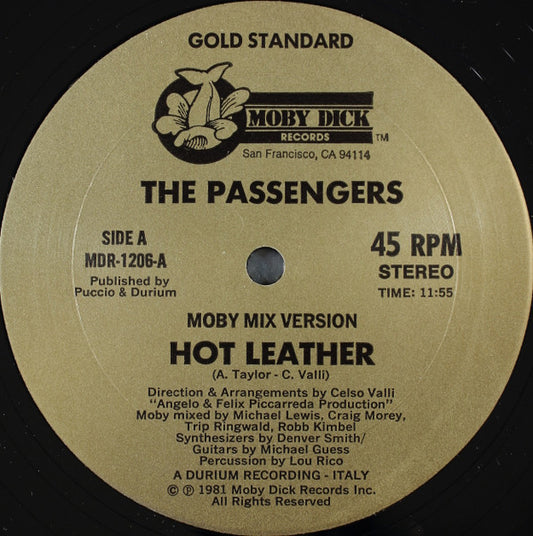 GOLD STANDARD
MOBY DICK
RECORDS
TM
San Francisco, CA 94114
THE PASSENGERS
SIDE A
MDR-1206-A
Published by
Puccio & Durium
45 RPM
STEREO
TIME: 11:55
MOBY MIX VERSION
HOT LEATHER
(A. Taylor - C. Valli)
Direction & Arrangements by Celso Valli
"Angelo & Felix Piccarreda Production"
Moby mixed by Michael Lewis, Craig Morey,
Trip Ringwald, Robb Kimbel
Synthesizers by Denver Smith/
Guitars by Michael Guess
Percussion by Lou Rico
A DURIUM RECORDING - ITALY
© ℗ 1981 Moby Dick Records Inc.
All Rights Reserved